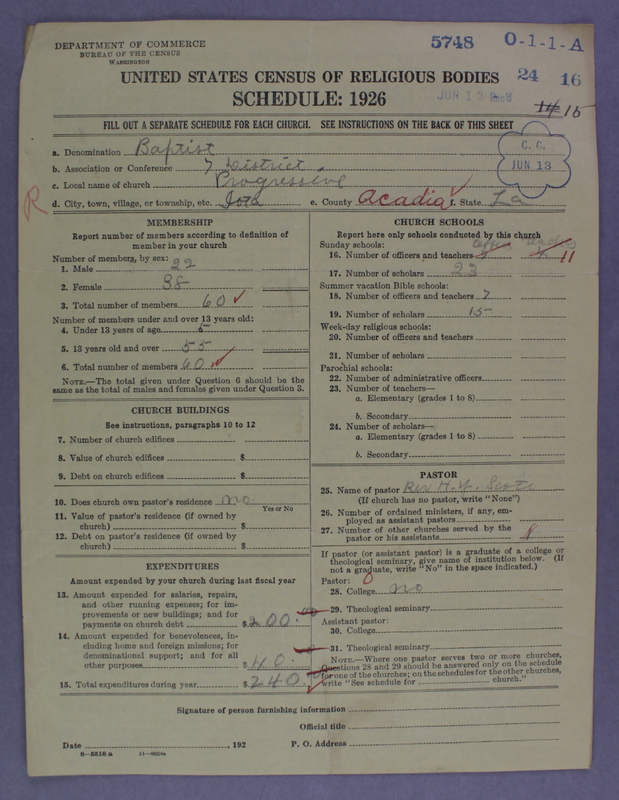 DEPARTMENT OF COMMERCE
BUREAU OF THE CENSUS
WASHINGTON
5748 O-1-1-A
UNITED STATES CENSUS OF RELIGIOUS BODIES 24 16
SCHEDULE: 1926 JUN 13 Rec'd
14 15
FILL OUT A SEPARATE SCHEDULE FOR EACH CHURCH. SEE INSTRUCTIONS ON THE BACK OF THIS SHEET
C. C.
JUN 13
a. Denomination Baptist
b. Association or Conference 7 District
c. Local name of church Progressive
R d. City, town, village, or township, etc. Iota e. County Acadia f. State La
MEMBERSHIP
Report number of members according to definition of
member in your church
Number of members, by sex:
1. Male 22
2. Female 38
3. Total number of members 60
Number of members under and over 13 years old:
4. Under 13 years of age 5
5. 13 years old and over 55
6. Total number of members 60
NOTE.—The total given under Question 6 should be
same as the total of males and females given under Question 3.
CHURCH BUILDINGS
See instructions, paragraphs 10 to 12
7. Number of church edifices
8. Value of church edifices $
9. Debt on church edifices $
10. Does church own pastor's residence no.
Yes or No
11. Value of pastor's residence (if owned by
church) $
12. Debt on pastor's residence (if owned by
church) $
EXPENDITURES
Amount expended by your church during last fiscal year
13. Amount expended for salaries, repairs,
and other running expenses; for im-
provements or new buildings; and for
payments on church debt $200.00
14. Amount expended for benevolences, in-
cluding home and foreign missions; for
denominational support; and for all
other purposes $40.
15. Total expenditures during year $240.
CHURCH SCHOOLS
Report here only schools conducted by this church
Sunday schools:
16. Number of officers and teachers 11
17. Number of scholars 23
Summer vacation Bible schools:
18. Number of officers and teachers 7
19. Number of scholars 15
Week-day religious schools:
20. Number of officers and teachers
21. Number of scholars
Parochial schools:
22. Number of administrative officers
23. Number of teachers—
a. Elementary (grades 1 to 8)
b. Secondary
24. Number of scholars—
a. Elementary (grades 1 to 8)
b. Secondary
PASTOR
25. Name of pastor Rev H. Y. Scott
(If church has no pastor, write "None")
26. Number of ordained ministers, if any, em-
ployed as assistant pastors
27. Number of other churches served by the
pastor or his assistants
If pastor (or assistant pastor) is a graduate of a college or
theological seminary, give name of institution below. (If
not a graduate, write "No" in the space indicated.)
Pastor: 0
28. College no
29. Theological seminary
Assistant pastor:
30. College
31. Theological seminary
NOTE.—Where one pastor serves two or more churches,
Questions 28 and 29 should be answered only on the schedule
for one of the churches; on the schedules for the other churches,
write "See schedule for church."
Signature of person furnishing information
Official title
Date , 192 P. O. Address
8—5518 a